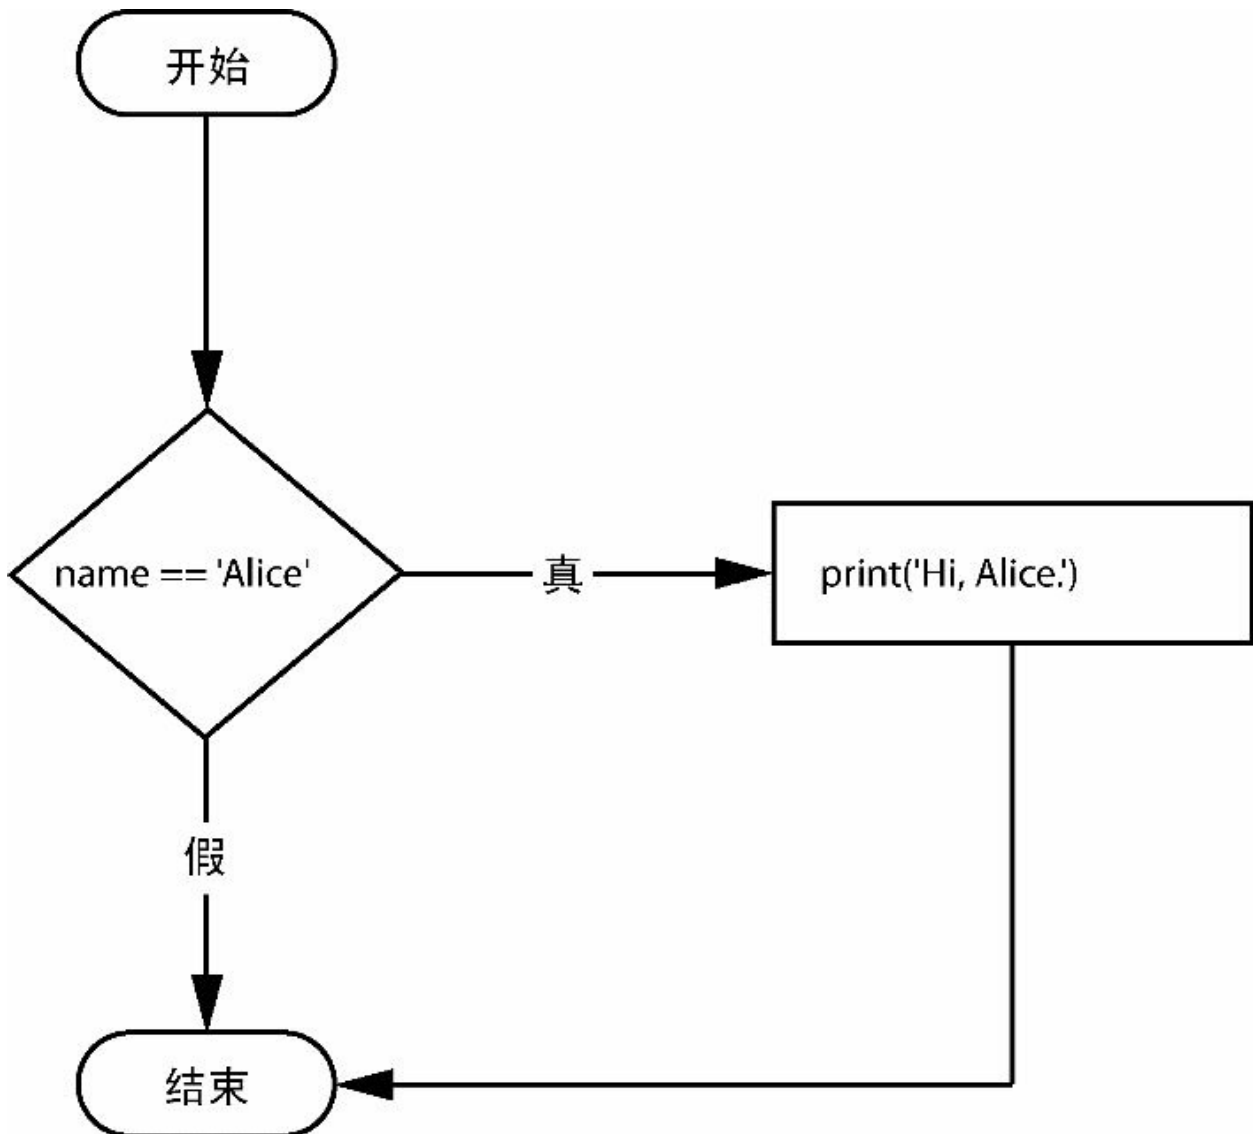 开始
name == 'Alice'
真
print('Hi, Alice.')
假
结束